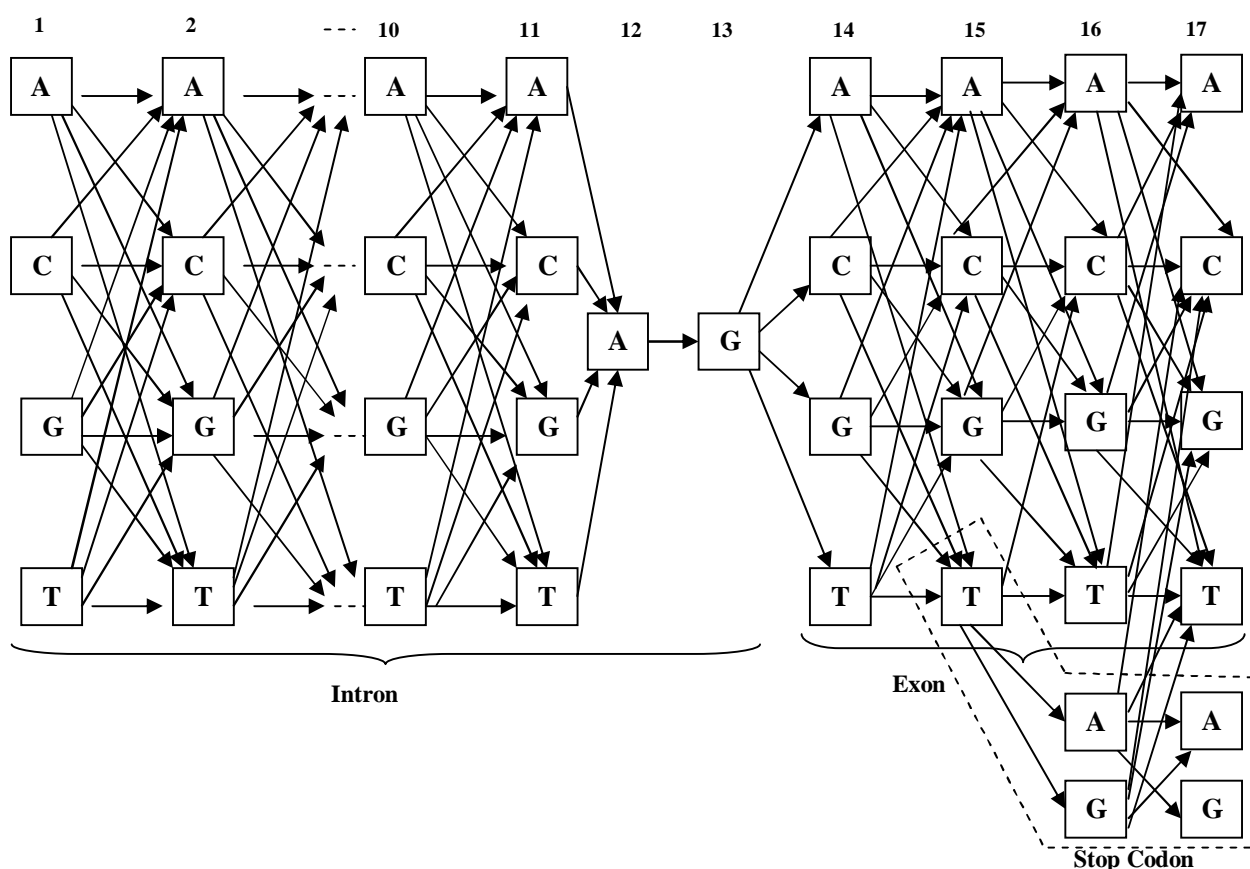 1 2 ---- 10 11 12 13 14 15 16 17
A A A A A A A A
C C C C C C C C
A G
G G G G G G G G
T T T T T T T T
Intron
Exon
A A
G G
Stop Codon